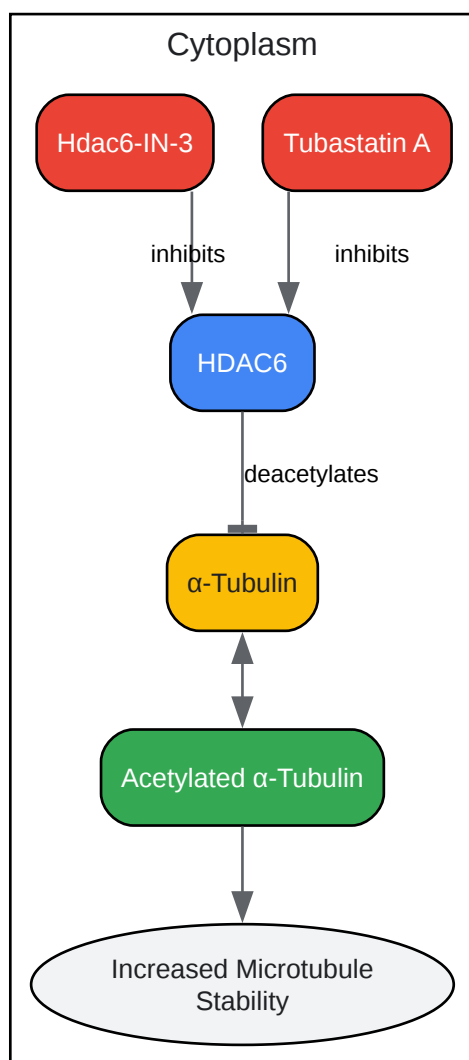 Cytoplasm
Hdac6-IN-3
Tubastatin A
inhibits
inhibits
HDAC6
deacetylates
α-Tubulin
Acetylated α-Tubulin
Increased Microtubule
Stability